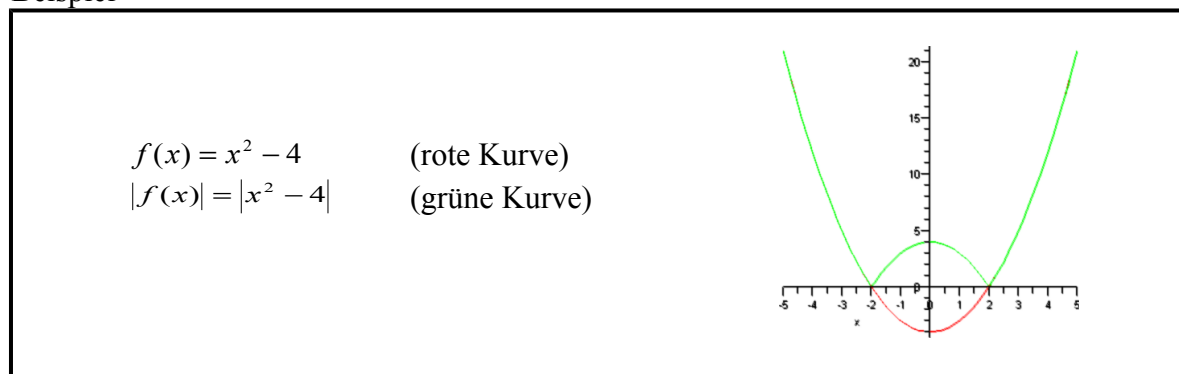 f(x) = x² − 4 (rote Kurve)
|f(x)| = |x² − 4| (grüne Kurve)
20
15
10
5
0
-5 -4 -3 -2 -1 0 1 2 3 4 5
x